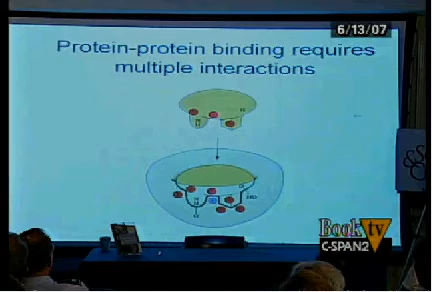 6/13/07
Protein-protein binding requires
multiple interactions
Book tv
C-SPAN2